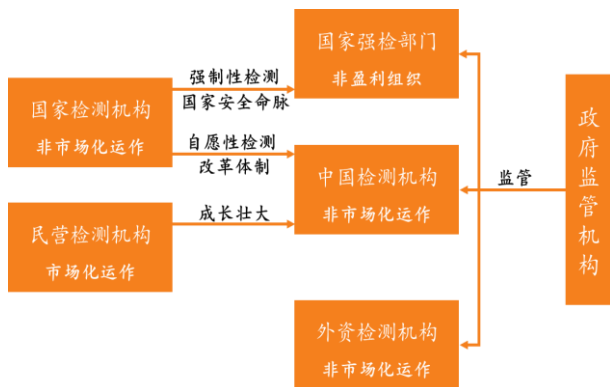 国家强检部门
非盈利组织
强制性检测
国家安全命脉
国家检测机构
非市场化运作
自愿性检测
改革体制
中国检测机构
非市场化运作
监管
政府监管机构
民营检测机构
市场化运作
成长壮大
外资检测机构
非市场化运作